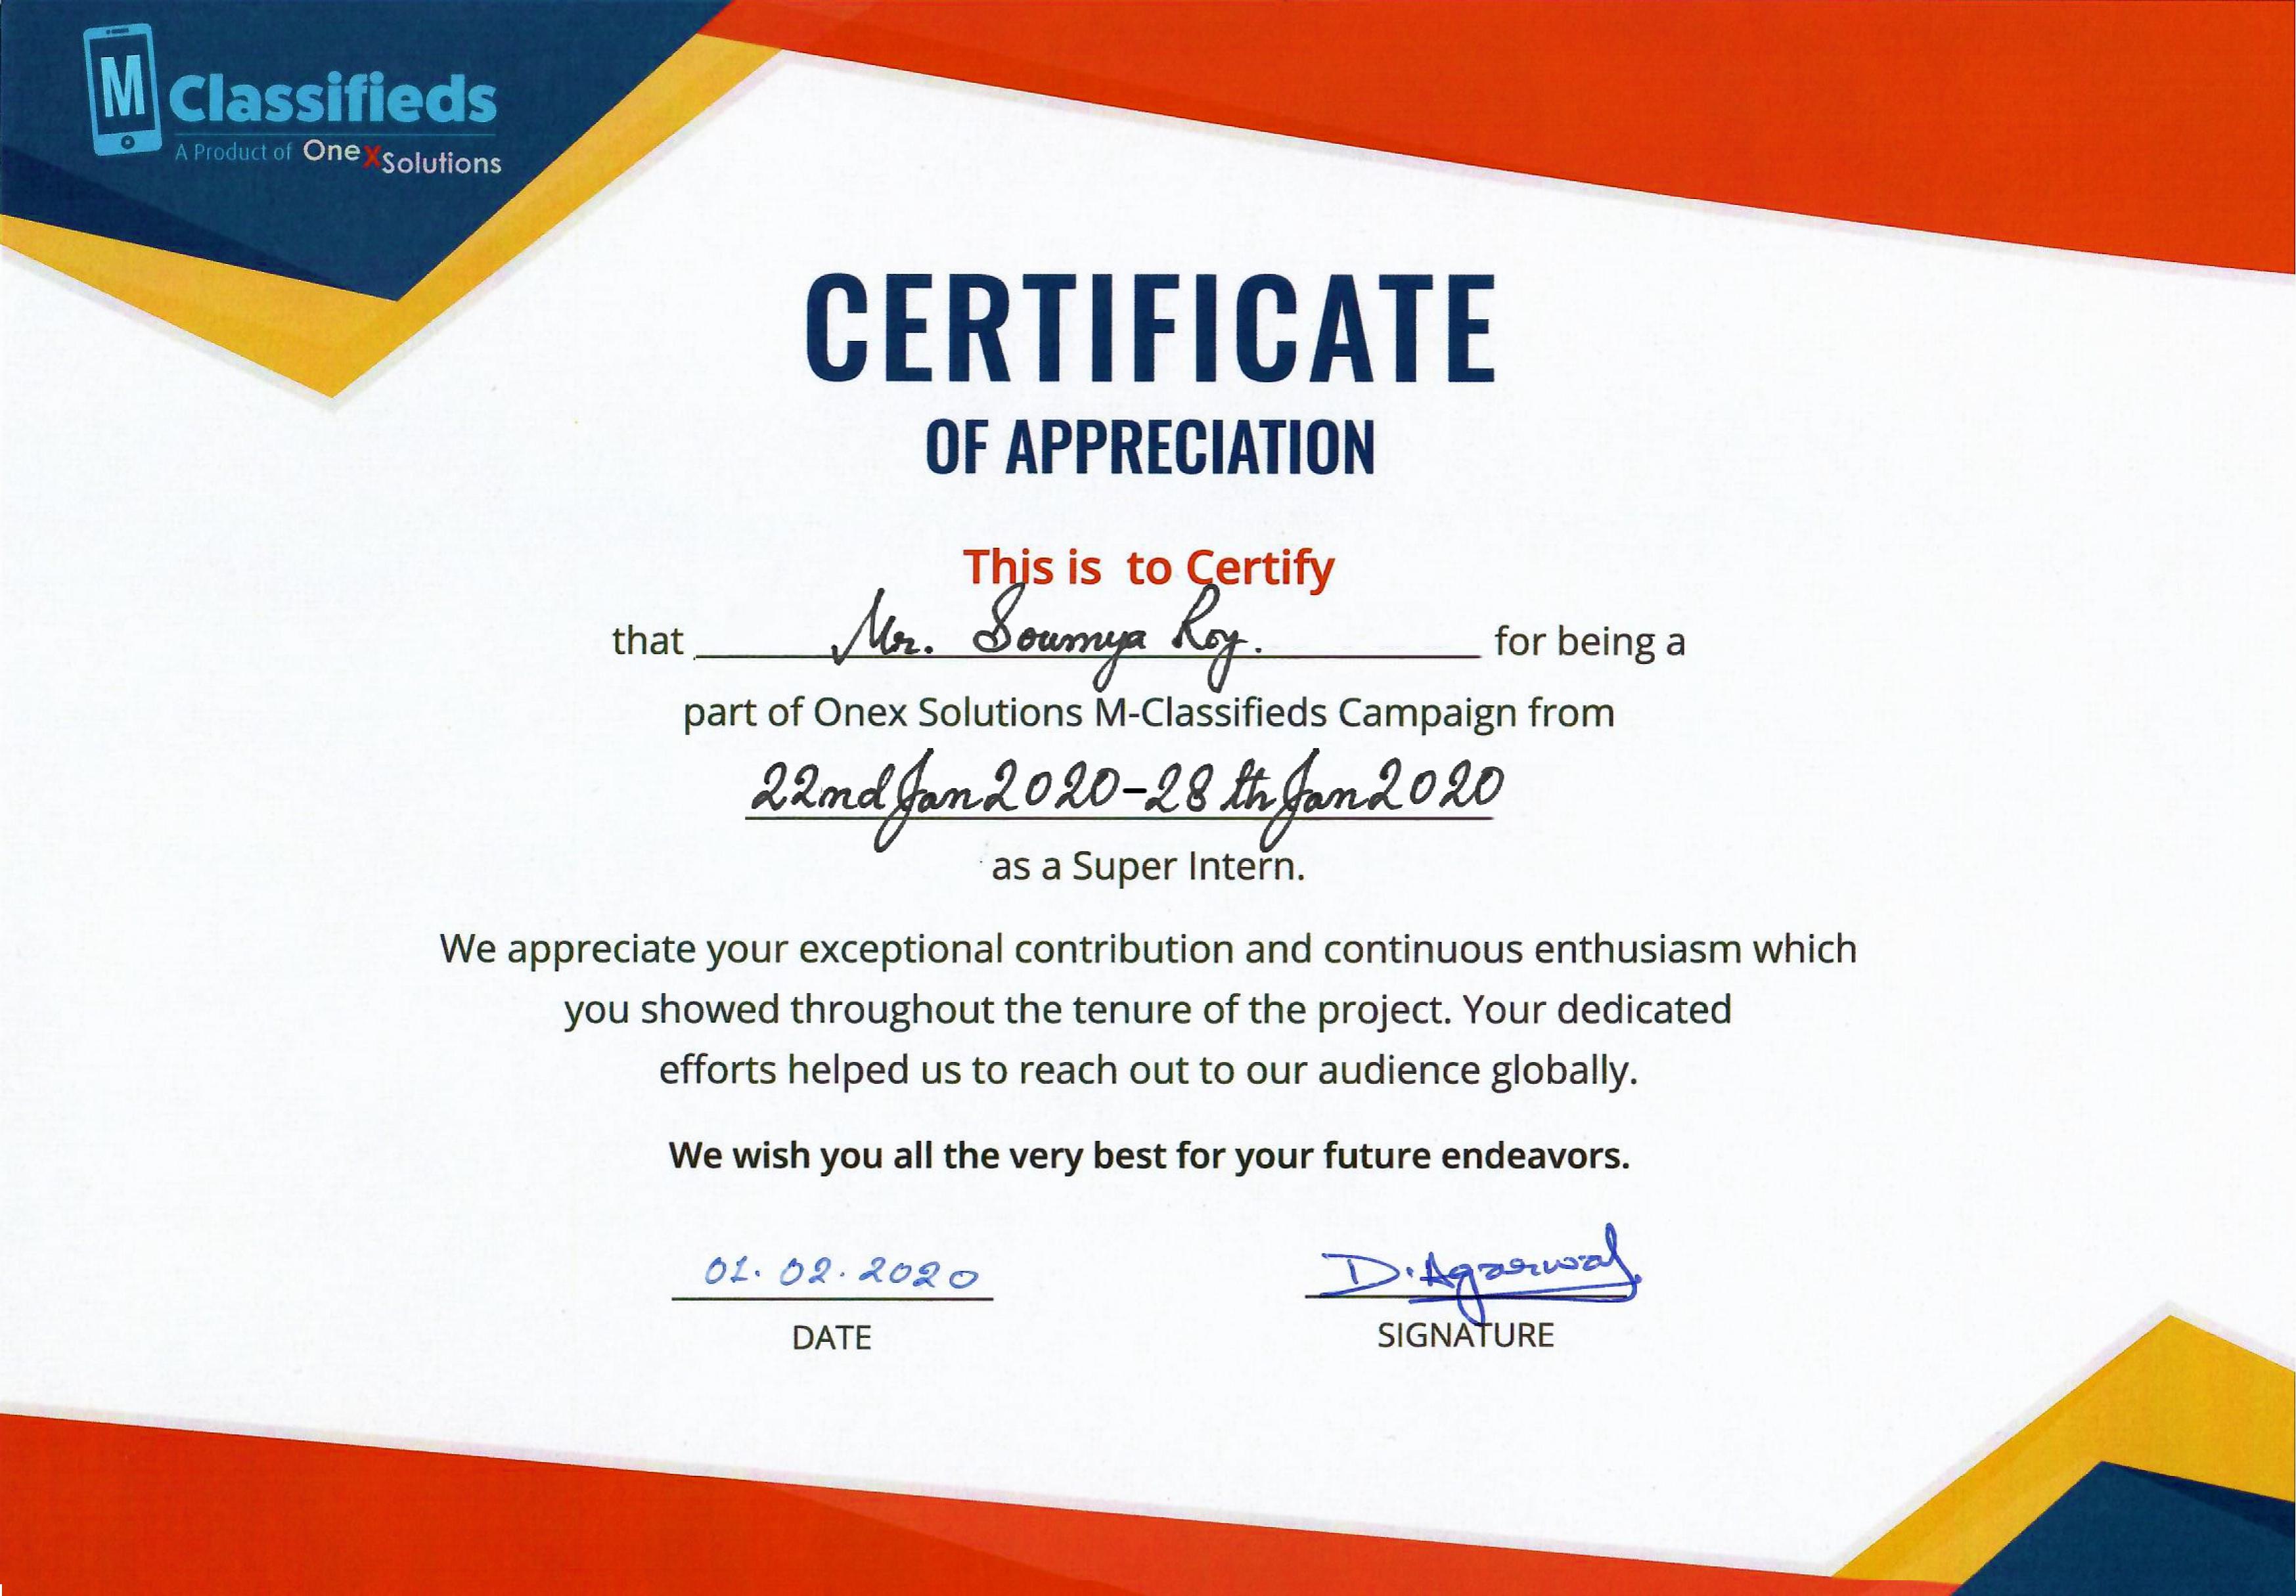 M Classifieds
A Product of OneXSolutions
CERTIFICATE
OF APPRECIATION
This is to Certify
that Mr. Soumya Roy. for being a
part of Onex Solutions M-Classifieds Campaign from
22nd Jan 2020-28th Jan 2020
as a Super Intern.
We appreciate your exceptional contribution and continuous enthusiasm which
you showed throughout the tenure of the project. Your dedicated
efforts helped us to reach out to our audience globally.
We wish you all the very best for your future endeavors.
01.02.2020 D.Agarwal
DATE SIGNATURE